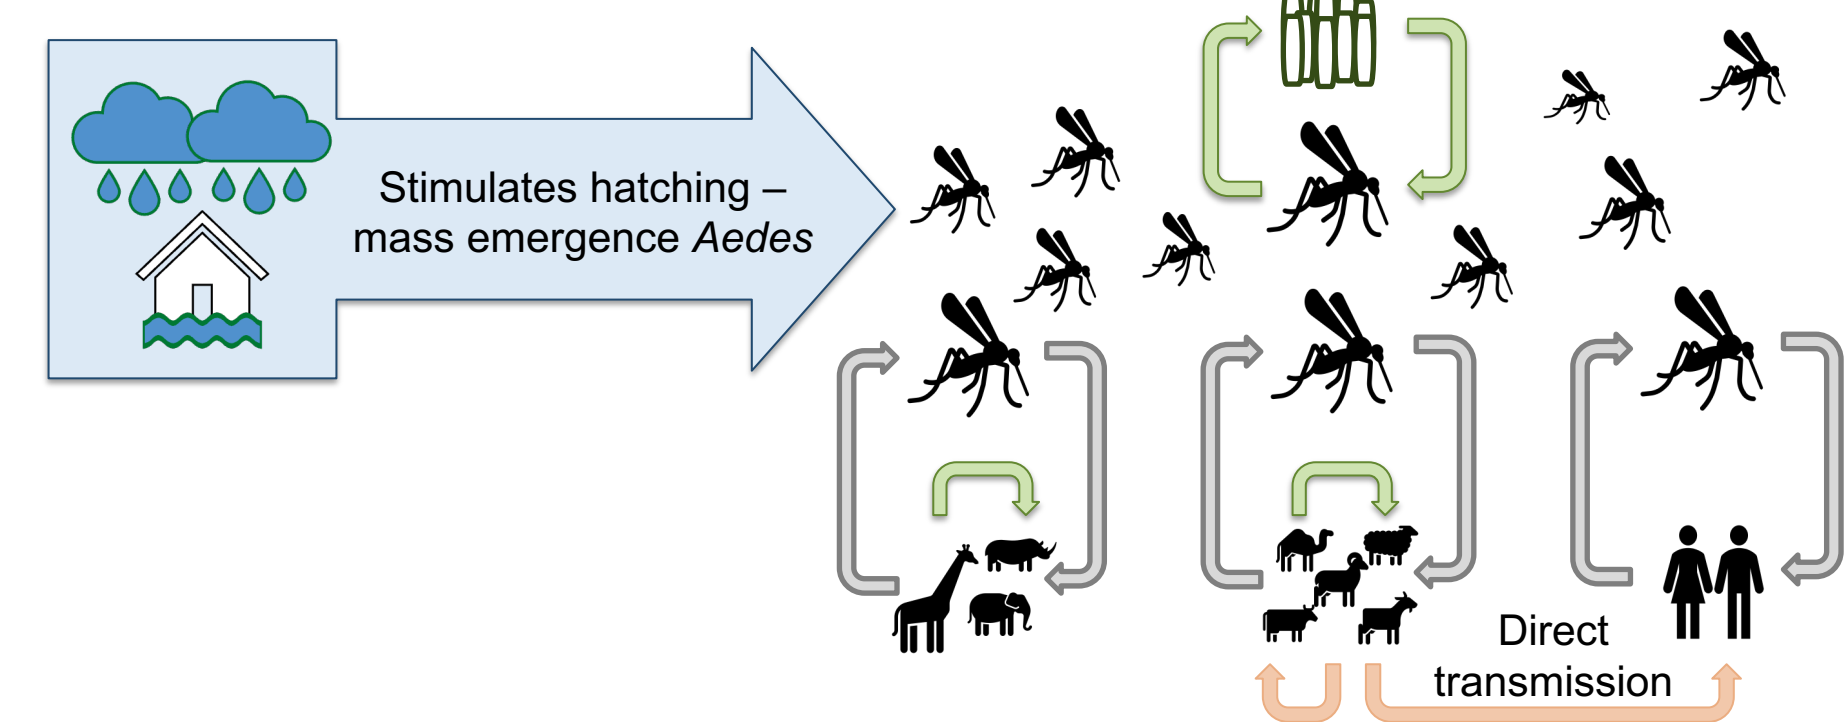 Stimulates hatching –
mass emergence Aedes
Direct
transmission